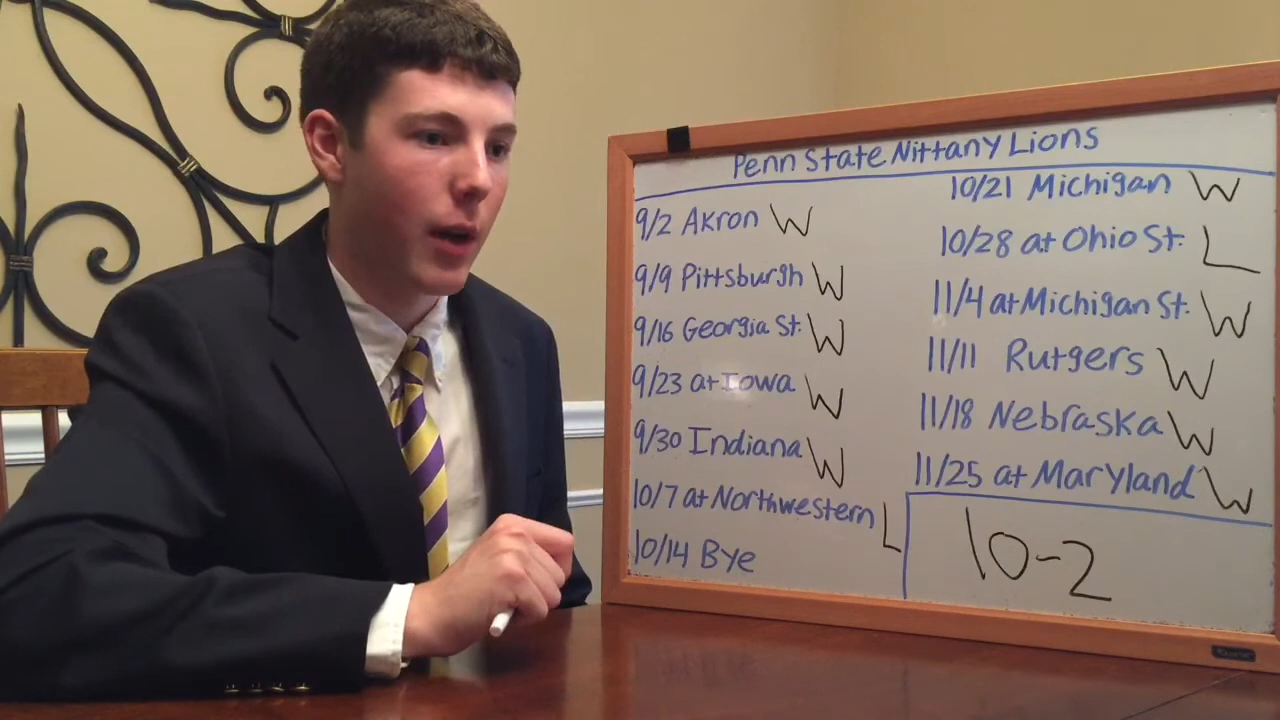 Penn State Nittany Lions
9/2 Akron W
9/9 Pittsburgh W
9/16 Georgia St. W
9/23 at Iowa W
9/30 Indiana W
10/7 at Northwestern L
10/14 Bye
10/21 Michigan W
10/28 at Ohio St. L
11/4 at Michigan St. W
11/11 Rutgers W
11/18 Nebraska W
11/25 at Maryland W
10-2